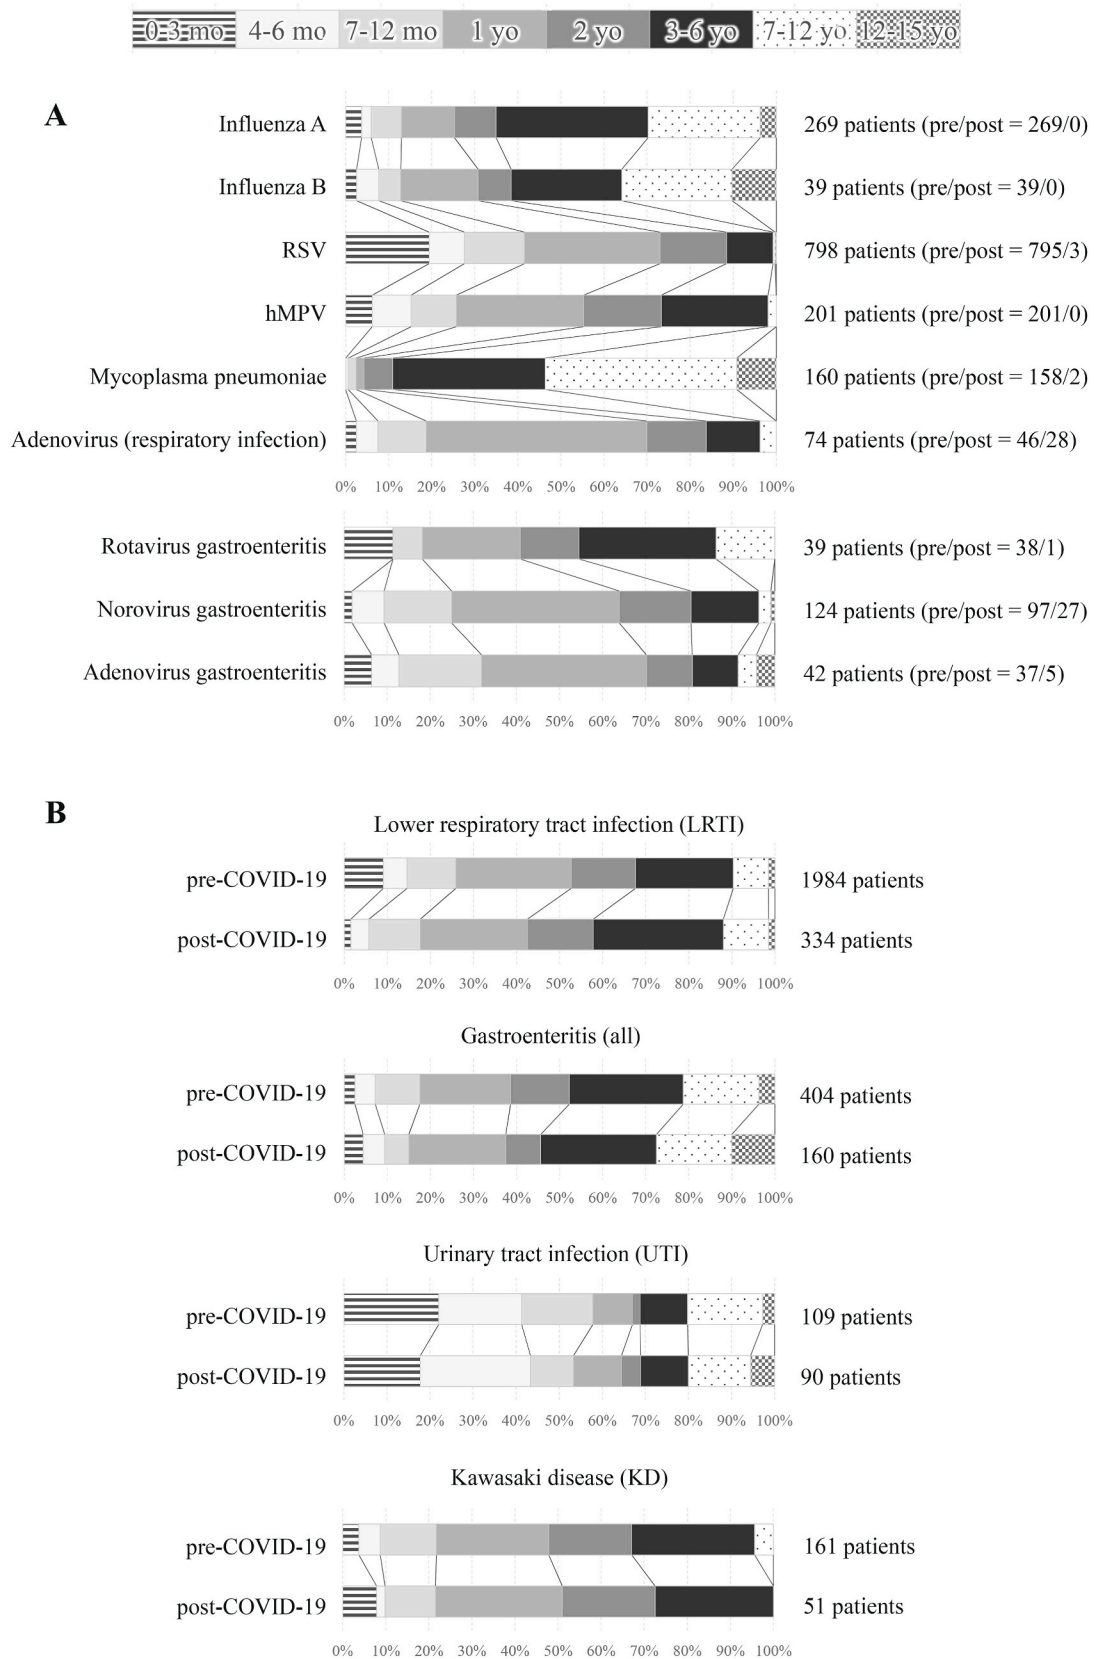 0-3 mo 4-6 mo 7-12 mo 1 yo 2 yo 3-6 yo 7-12 yo 12-15 yo
A
Influenza A 269 patients (pre/post = 269/0)
Influenza B 39 patients (pre/post = 39/0)
RSV 798 patients (pre/post = 795/3)
hMPV 201 patients (pre/post = 201/0)
Mycoplasma pneumoniae 160 patients (pre/post = 158/2)
Adenovirus (respiratory infection) 74 patients (pre/post = 46/28)
0% 10% 20% 30% 40% 50% 60% 70% 80% 90% 100%
Rotavirus gastroenteritis 39 patients (pre/post = 38/1)
Norovirus gastroenteritis 124 patients (pre/post = 97/27)
Adenovirus gastroenteritis 42 patients (pre/post = 37/5)
0% 10% 20% 30% 40% 50% 60% 70% 80% 90% 100%
B
Lower respiratory tract infection (LRTI)
pre-COVID-19 1984 patients
post-COVID-19 334 patients
0% 10% 20% 30% 40% 50% 60% 70% 80% 90% 100%
Gastroenteritis (all)
pre-COVID-19 404 patients
post-COVID-19 160 patients
0% 10% 20% 30% 40% 50% 60% 70% 80% 90% 100%
Urinary tract infection (UTI)
pre-COVID-19 109 patients
post-COVID-19 90 patients
0% 10% 20% 30% 40% 50% 60% 70% 80% 90% 100%
Kawasaki disease (KD)
pre-COVID-19 161 patients
post-COVID-19 51 patients
0% 10% 20% 30% 40% 50% 60% 70% 80% 90% 100%